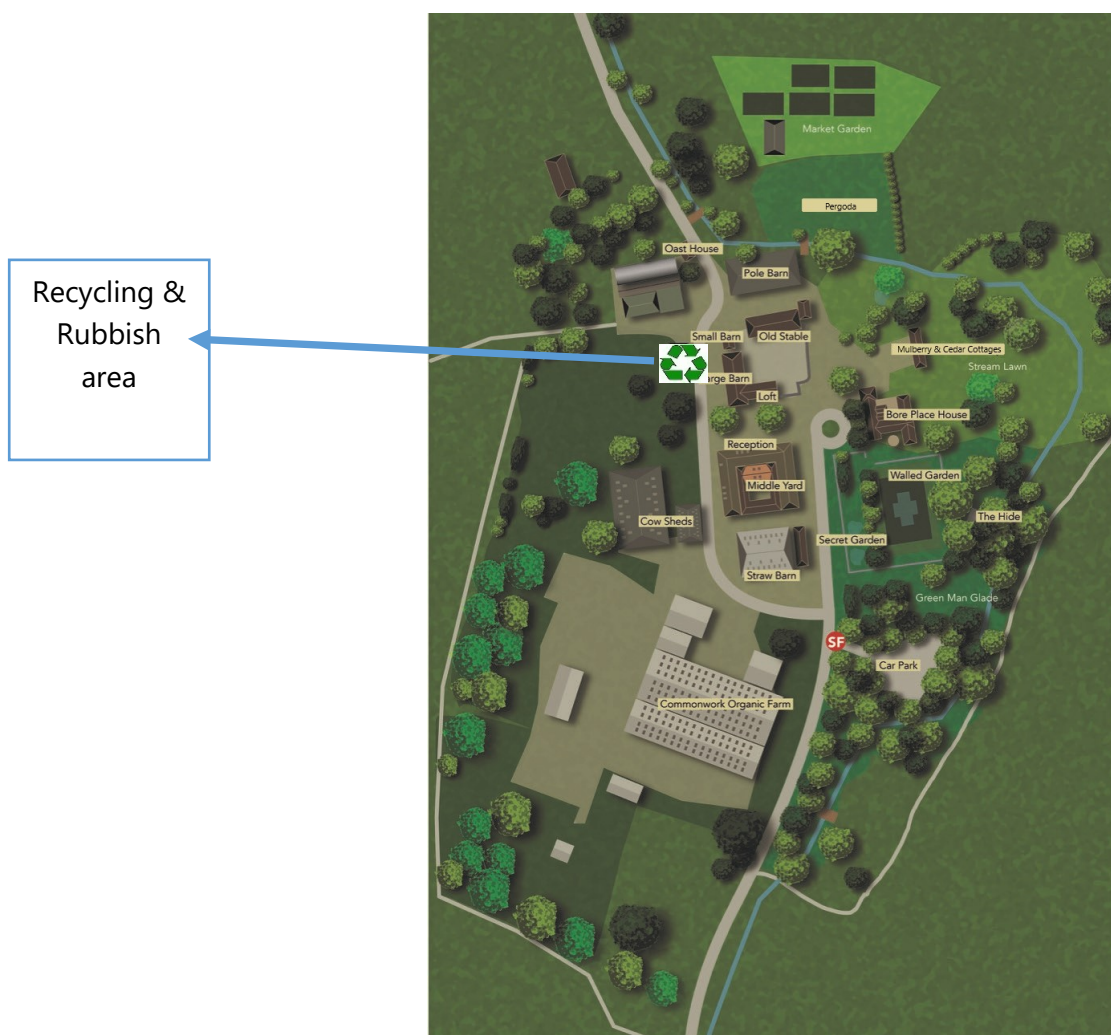 Recycling &
Rubbish
area
Market Garden
Pergoda
Oast House
Pole Barn
Small Barn
Old Stable
Mulberry & Cedar Cottages
Stream Lawn
arge Barn
Loft
Bore Place House
Reception
Walled Garden
Middle Yard
The Hide
Cow Sheds
Secret Garden
Straw Barn
Green Man Glade
SF
Car Park
Commonwork Organic Farm